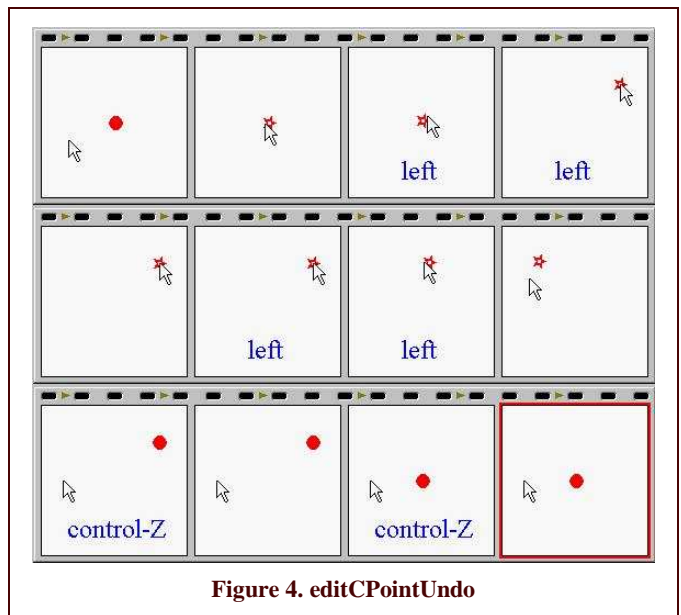 left
left
left
left
control-Z
control-Z
Figure 4. editCPointUndo